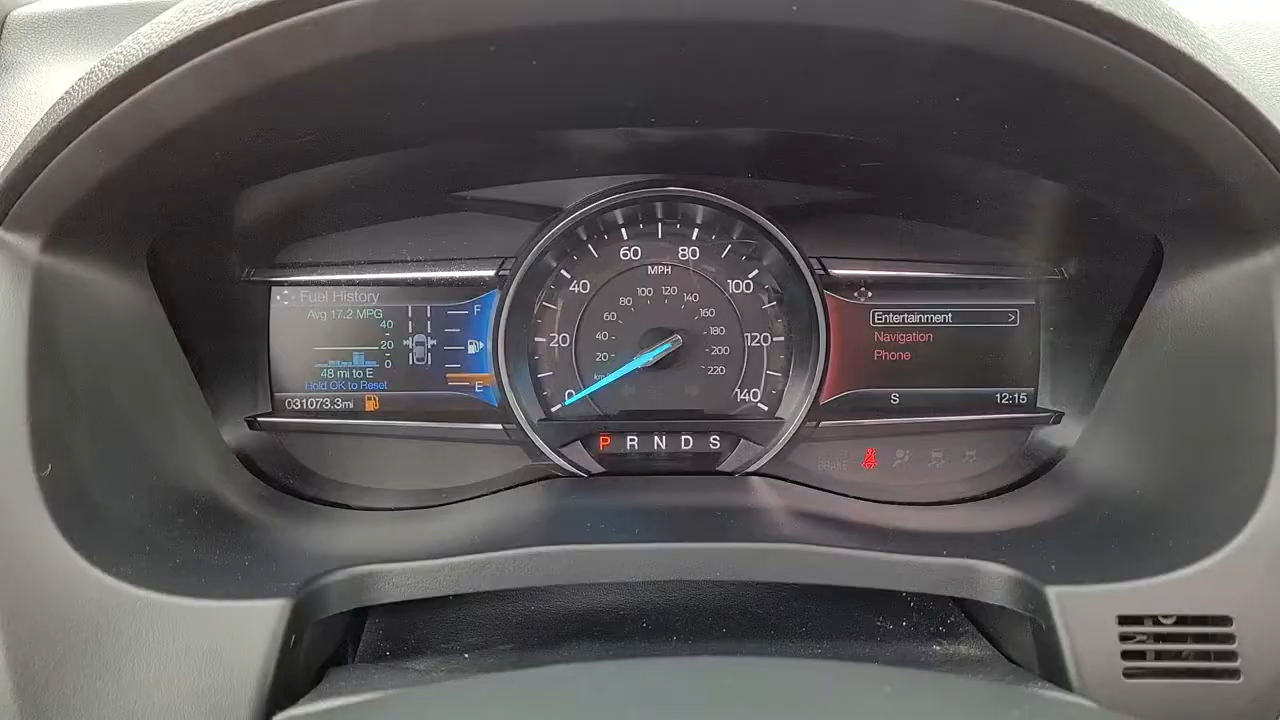 Fuel History
Avg 17.2 MPG
40
20
0
48 mi to E
Hold OK to Reset
031073.3mi
F
E
0
20
40
60
80
100
120
140
MPH
20
40
60
80
100
120
140
160
180
200
220
P R N D S
Entertainment >
Navigation
Phone
S 12:15
BRAKE